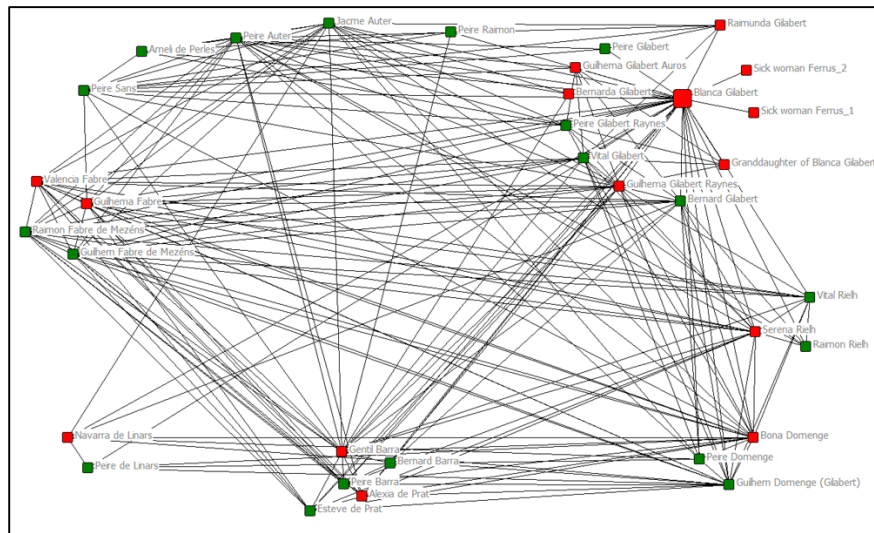 Jacme Auter
Raimunda Gilabert
Peire Raimon
Peire Auter
Peire Gilabert
Ameli de Perles
Guilhema Gilabert Auros
Sick woman Ferrus_2
Peire Sans
Bernarda Gilabert
Blanca Gilabert
Sick woman Ferrus_1
Peire Gilabert Raynes
Vital Gilabert
Granddaughter of Blanca Gilabert
Valencia Fabre
Guilhema Gilabert Raynes
Guilhema Fabre
Bernard Gilabert
Raimon Fabre de Mezéns
Guilhem Fabre de Mezéns
Vital Rielh
Serena Rielh
Raimon Rielh
Navarra de Linars
Bona Domenge
Gentil Barra
Peire Domenge
Bernard Barra
Peire de Linars
Peire Barra
Guilhem Domenge (Gilabert)
Alexia de Prat
Esteve de Prat